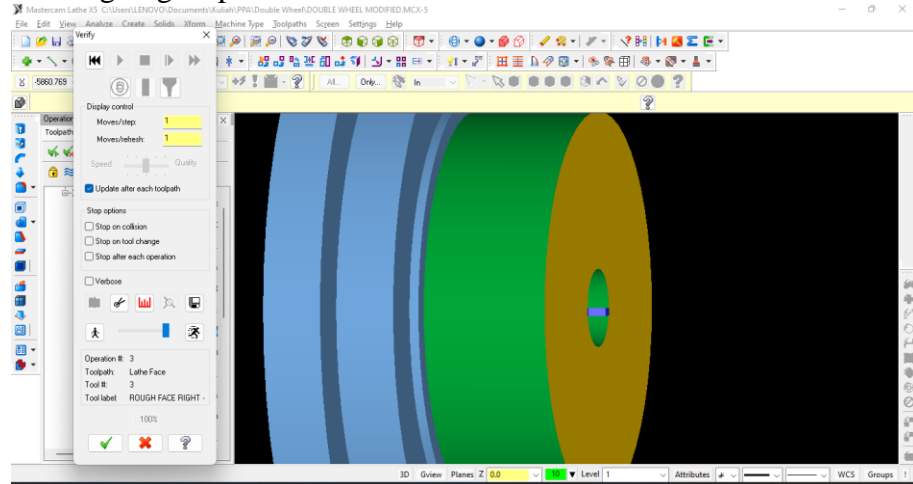 Mastercam Lathe X5 C:\Users\LENOVO\Documents\Kuliah\PPA\Double Wheel\DOUBLE WHEEL MODIFIED.MCX-5
File Edit View Analyze Create Solids Xform Machine Type Toolpaths Screen Settings Help
Verify
-5860.769
All... Only... In
Display control
Operation
Moves/step: 1
Toolpath
Moves/refresh: 1
Speed Quality
Update after each toolpath
Stop options
Stop on collision
Stop on tool change
Stop after each operation
Verbose
Operation #: 3
Toolpath: Lathe Face
Tool #: 3
Tool label: ROUGH FACE RIGHT -
100%
3D Gview Planes Z 0.0 10 Level 1 Attributes WCS Groups